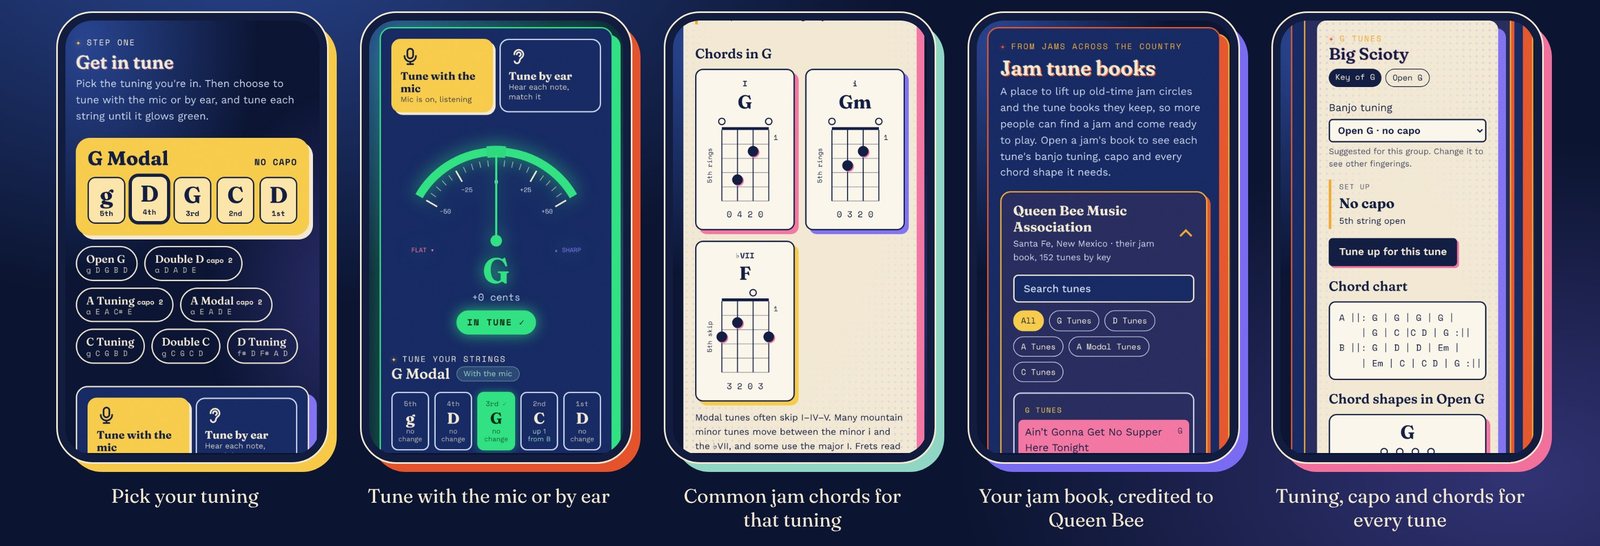 ✦ STEP ONE
Get in tune
Pick the tuning you're in. Then choose to
tune with the mic or by ear, and tune each
string until it glows green.
G Modal
NO CAPO
g D G C D
5th 4th 3rd 2nd 1st
Open G
g D G B D
Double D capo 2
a D A D E
A Tuning capo 2
a E A C# E
A Modal capo 2
a E A D E
C Tuning
g C G B D
Double C
g C G C D
D Tuning
f# D F# A D
Tune with the
mic
Tune by ear
Hear each note,
Pick your tuning
Tune with the
mic
Mic is on, listening
Tune by ear
Hear each note,
match it
-50 -25 +25 +50
FLAT
SHARP
G
+0 cents
IN TUNE ✓
✦ TUNE YOUR STRINGS
G Modal
With the mic
5th 4th 3rd ✓ 2nd 1st
g D G C D
no change
no change
no change
up 1 from B
no change
Tune with the mic or by ear
Chords in G
I
G
5th rings
1
0 4 2 0
i
Gm
5th rings
1
0 3 2 0
♭VII
F
5th skip
1
3 2 0 3
Modal tunes often skip I–IV–V. Many mountain
minor tunes move between the minor i and
the ♭VII, and some use the major I. Frets read
Common jam chords for
that tuning
✦ FROM JAMS ACROSS THE COUNTRY
Jam tune books
A place to lift up old-time jam circles
and the tune books they keep, so more
people can find a jam and come ready
to play. Open a jam's book to see each
tune's banjo tuning, capo and every
chord shape it needs.
Queen Bee Music
Association
Santa Fe, New Mexico · their jam
book, 152 tunes by key
Search tunes
All
G Tunes
D Tunes
A Tunes
A Modal Tunes
C Tunes
G TUNES
Ain't Gonna Get No Supper
Here Tonight
G
Your jam book, credited to
Queen Bee
✦ G TUNES
Big Scioty
Key of G
Open G
Banjo tuning
Open G · no capo
Suggested for this group. Change it to
see other fingerings.
SET UP
No capo
5th string open
Tune up for this tune
Chord chart
A ||: G | G | G | G |
| G | C |C D | G :||
B ||: G | D | D | Em |
| Em | C | C D | G :||
Chord shapes in Open G
G
Tuning, capo and chords for
every tune